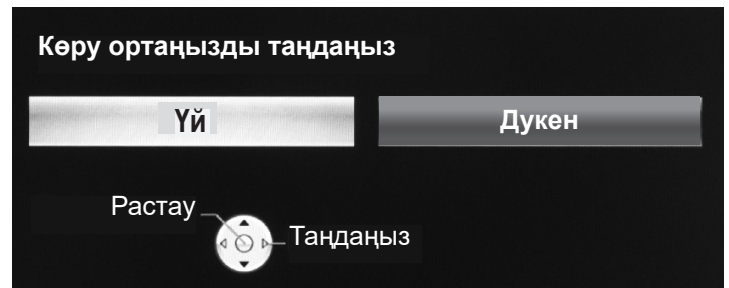 Көру ортаңызды таңдаңыз
Үй
Дукен
Растау
Таңдаңыз